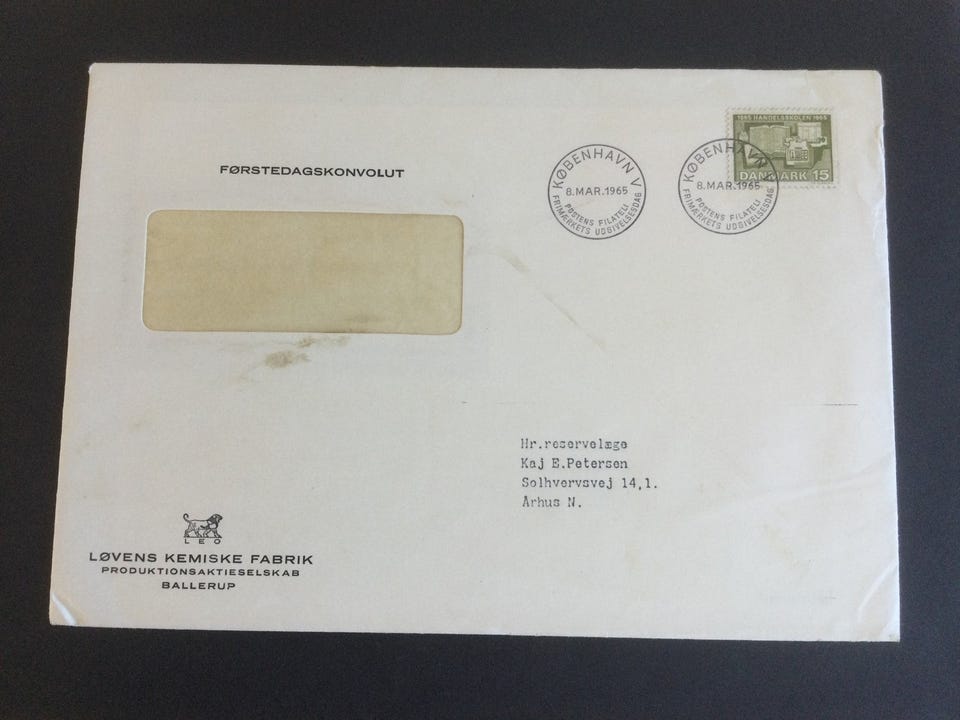 FØRSTEDAGSKONVOLUT
KØBENHAVN V
8.MAR.1965
POSTENS FILATELI
FRIMÆRKETS UDGIVELSESDAG
KØBENHAVN V
8.MAR.1965
POSTENS FILATELI
FRIMÆRKETS UDGIVELSESDAG
1865 HANDELSSKOLEN 1965
DANMARK 15
Hr.reservelæge
Kaj E.Petersen
Solhvervsvej 14,1.
Århus N.
LEO
LØVENS KEMISKE FABRIK
PRODUKTIONSAKTIESELSKAB
BALLERUP